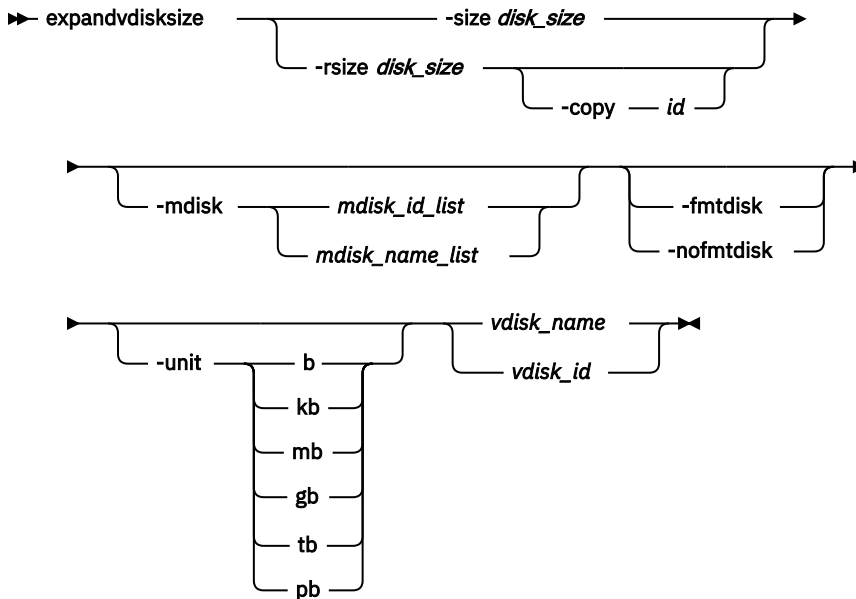 expandvdisksize -size disk_size
-rsize disk_size
-copy id
-mdisk mdisk_id_list -fmtdisk
mdisk_name_list -nofmtdisk
-unit b vdisk_name
kb vdisk_id
mb
gb
tb
pb